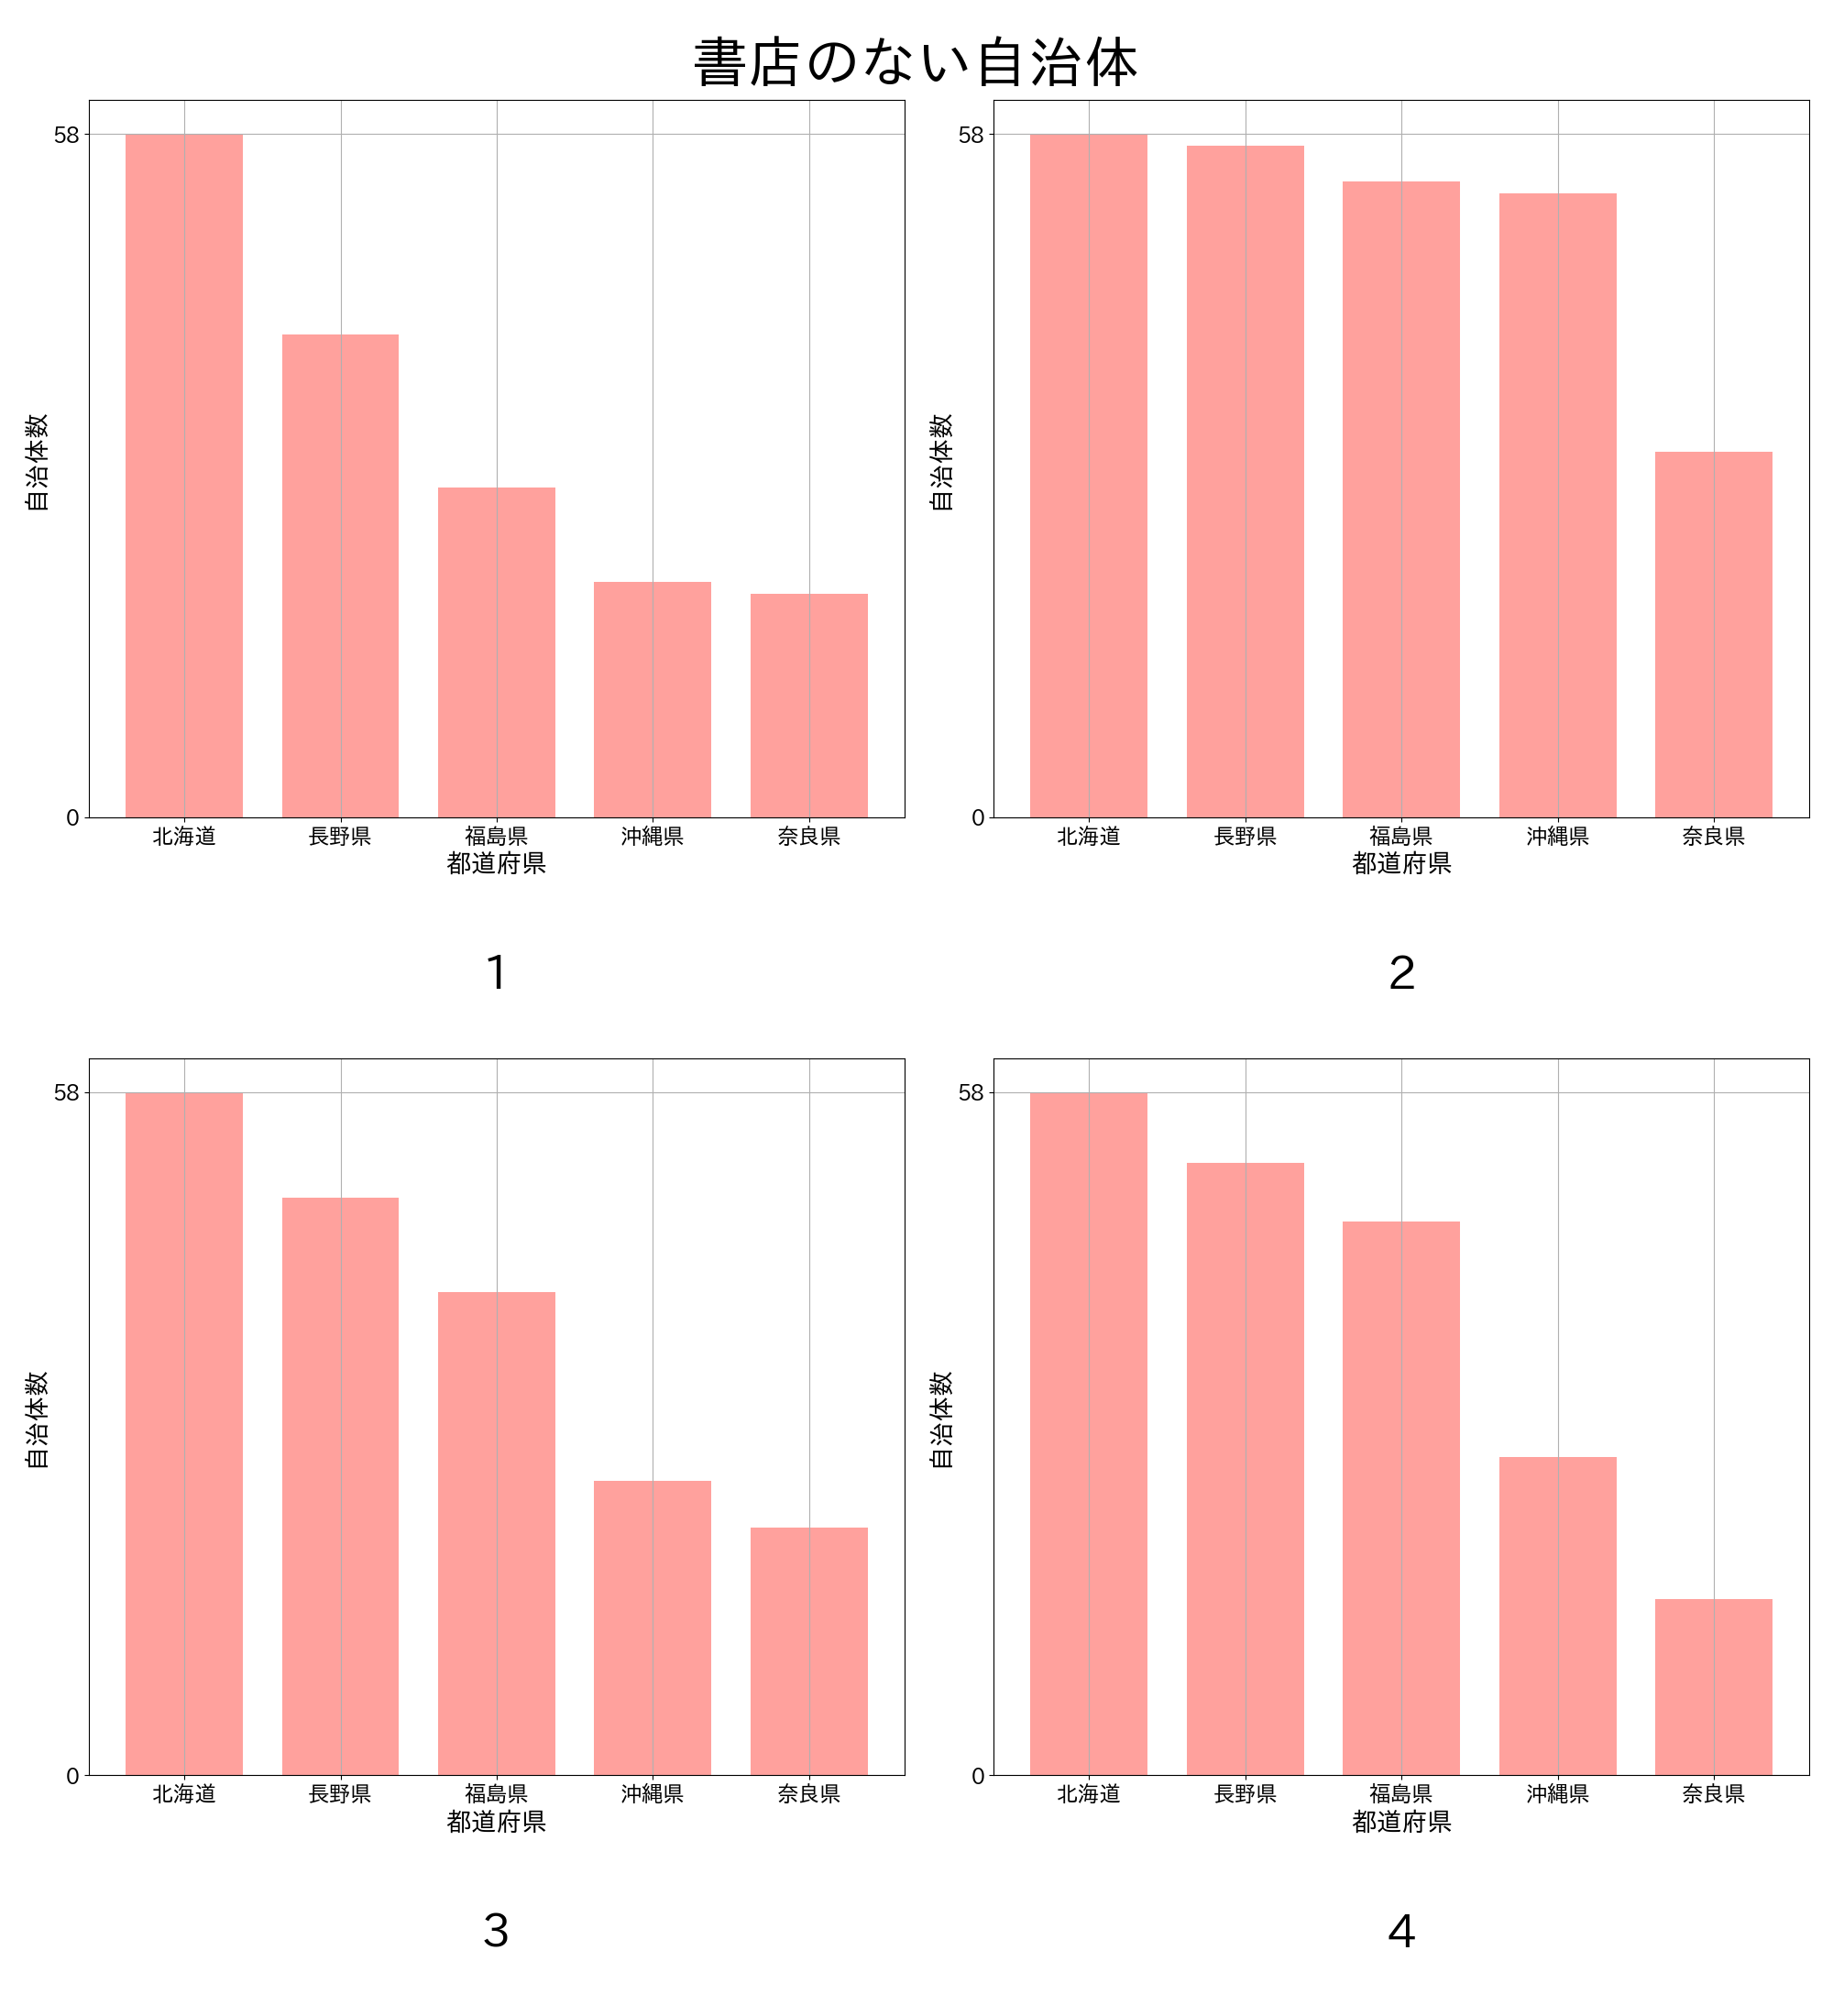 書店のない自治体
58
0
自治体数
北海道 長野県 福島県 沖縄県 奈良県
都道府県
1
58
0
自治体数
北海道 長野県 福島県 沖縄県 奈良県
都道府県
2
58
0
自治体数
北海道 長野県 福島県 沖縄県 奈良県
都道府県
3
58
0
自治体数
北海道 長野県 福島県 沖縄県 奈良県
都道府県
4